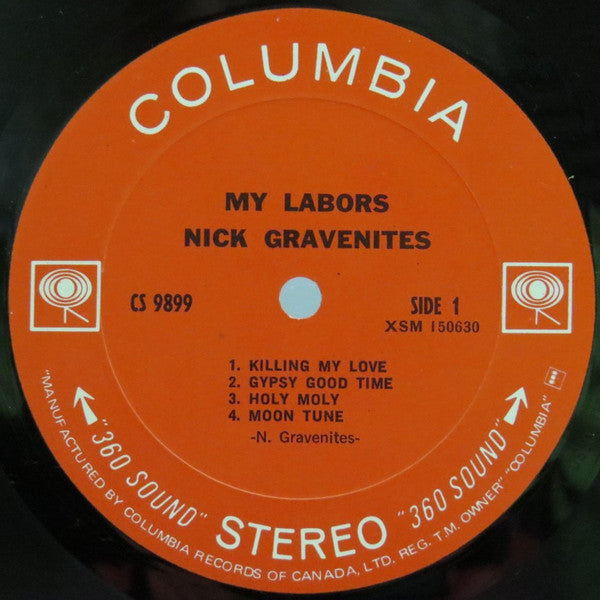 COLUMBIA
MY LABORS
NICK GRAVENITES
CS 9899
SIDE 1
XSM 150630
1. KILLING MY LOVE
2. GYPSY GOOD TIME
3. HOLY MOLY
4. MOON TUNE
-N. Gravenites-
"360 SOUND" STEREO "360 SOUND"
"MANUFACTURED BY COLUMBIA RECORDS OF CANADA, LTD. REG. T.M. OWNER" "COLUMBIA"